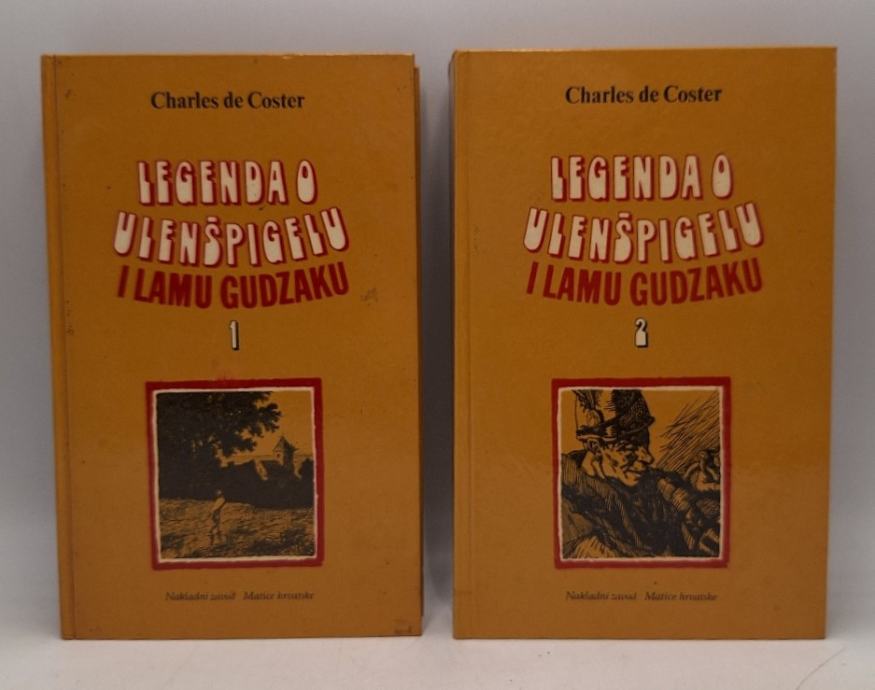 Charles de Coster
LEGENDA O
ULENŠPIGELU
I LAMU GUDZAKU
1
Nakladni zavod Matice hrvatske
Charles de Coster
LEGENDA O
ULENŠPIGELU
I LAMU GUDZAKU
2
Nakladni zavod Matice hrvatske